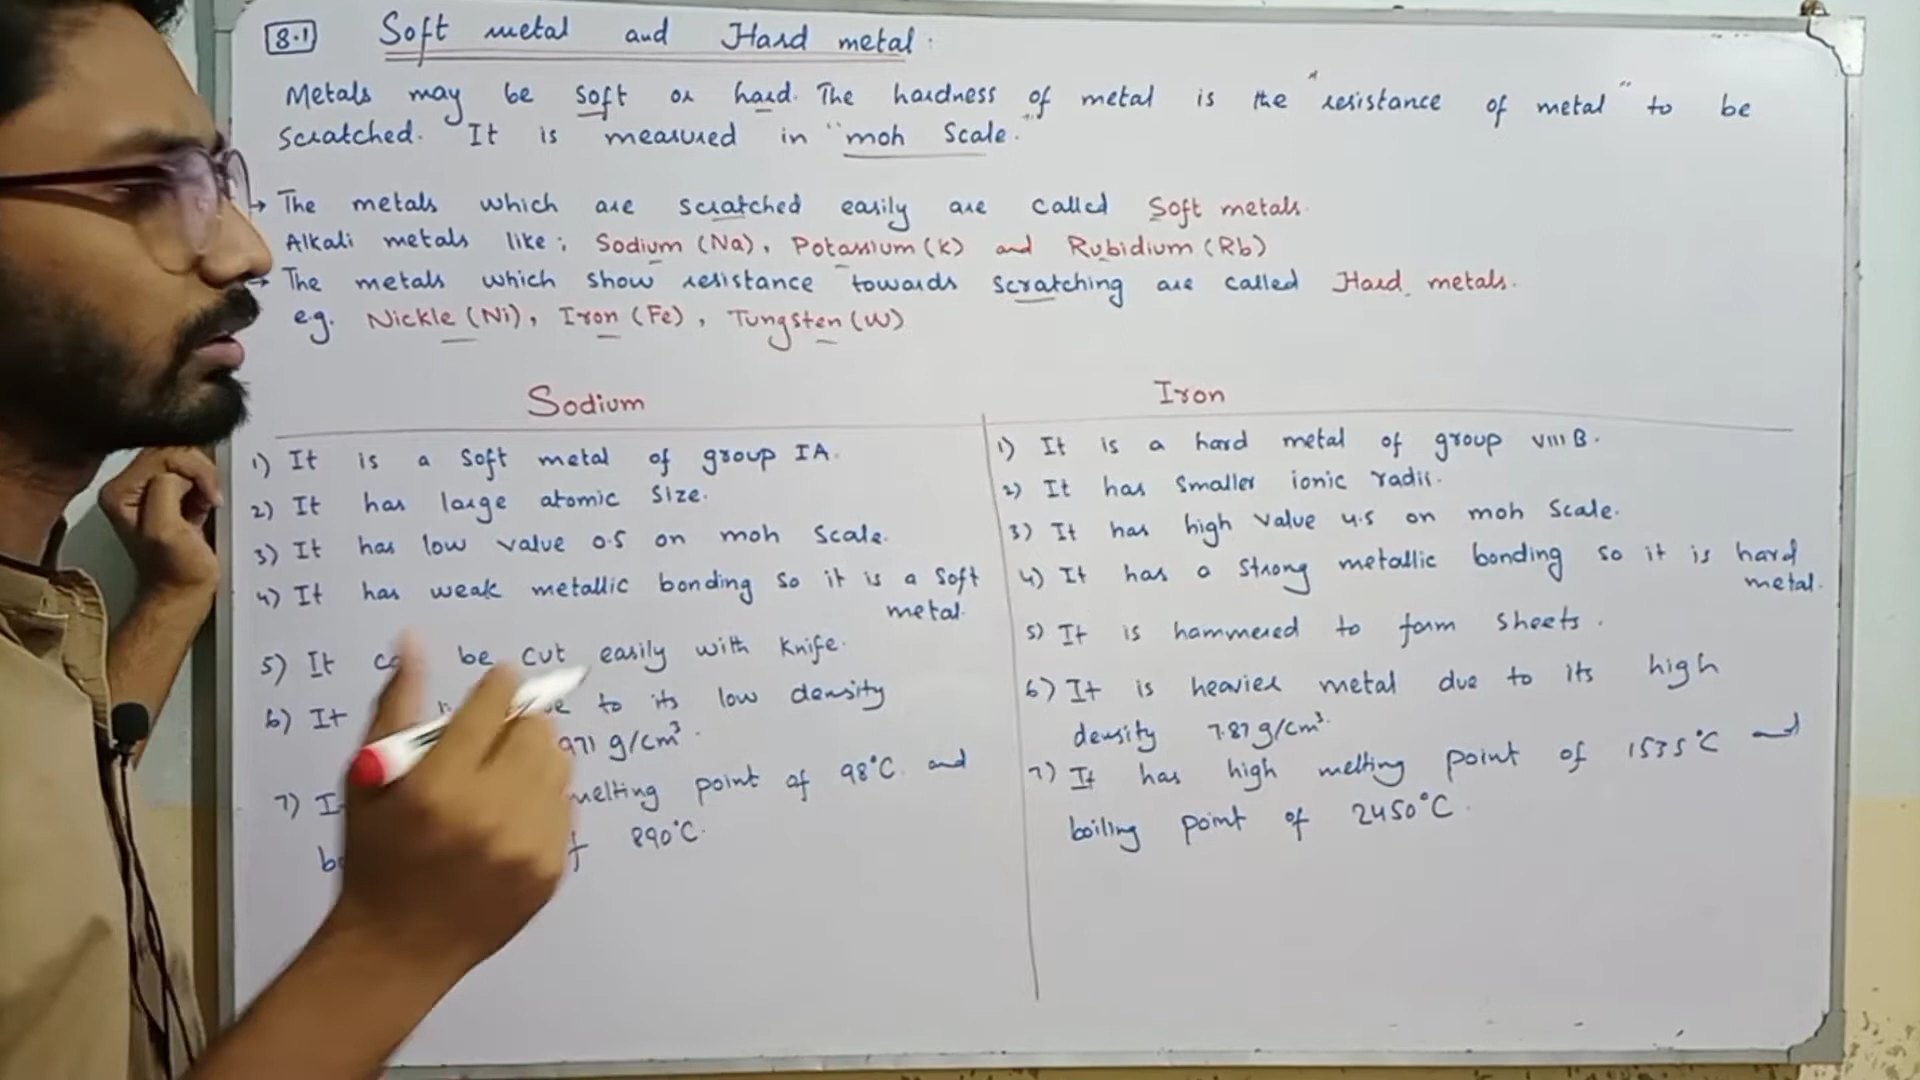 8.1 Soft metal and Hard metal.
Metals may be soft or hard. The hardness of metal is the "resistance of metal" to be
scratched. It is measured in "moh Scale."
→ The metals which are scratched easily are called Soft metals.
Alkali metals like; Sodium (Na), Potassium (K) and Rubidium (Rb)
→ The metals which show resistance towards scratching are called Hard metals.
e.g. Nickle (Ni), Iron (Fe), Tungsten (W)
Sodium
1) It is a soft metal of group IA.
2) It has large atomic size.
3) It has low value 0.5 on moh scale.
4) It has weak metallic bonding so it is a soft
metal.
5) It be cut easily with knife.
6) It to its low density
971 g/cm³.
7) melting point of 98°C and
890°C.
Iron
1) It is a hard metal of group VIII B.
2) It has smaller ionic radii.
3) It has high value 4.5 on moh scale.
4) It has a strong metallic bonding so it is hard
metal.
5) It is hammered to form sheets.
6) It is heavier metal due to its high
density 7.87 g/cm³.
7) It has high melting point of 1535°C and
boiling point of 2450°C.